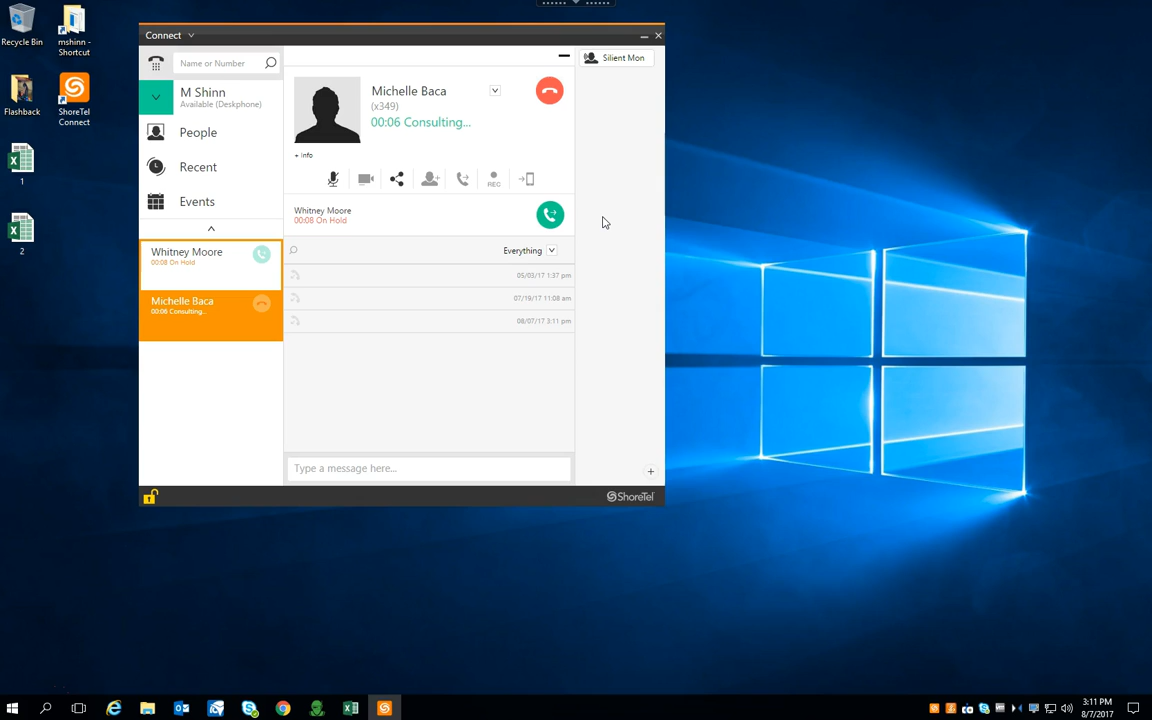 Recycle Bin
mshinn -
Shortcut
Flashback
ShoreTel
Connect
1
2
Connect
Name or Number
M Shinn
Available (Deskphone)
People
Recent
Events
Whitney Moore
00:08 On Hold
Michelle Baca
00:06 Consulting...
Michelle Baca
(x349)
00:06 Consulting...
+ Info
REC
Whitney Moore
00:08 On Hold
Everything
05/03/17 1:37 pm
07/19/17 11:08 am
08/07/17 3:11 pm
Type a message here...
Silient Mon
+
ShoreTel
3:11 PM
8/7/2017